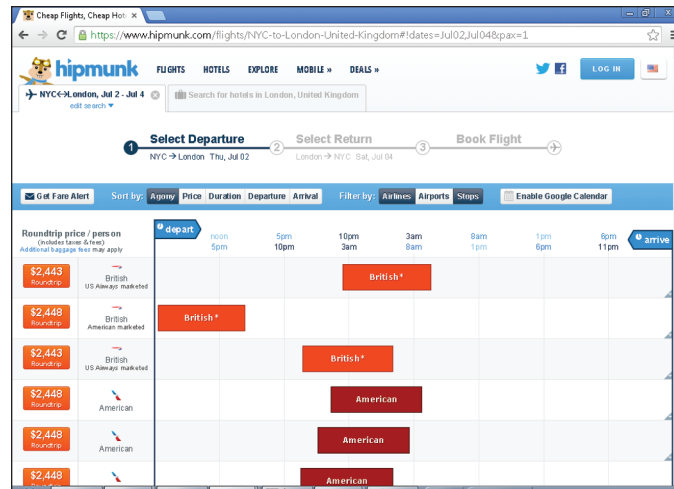 Cheap Flights, Cheap Hot
https://www.hipmunk.com/flights/NYC-to-London-United-Kingdom#!dates=Jul02,Jul04&pax=1
hipmunk FLIGHTS HOTELS EXPLORE MOBILE » DEALS » LOG IN
NYC<->London, Jul 2 - Jul 4 Search for hotels in London, United Kingdom
edit search ▼
Select Departure Select Return Book Flight
1 2 3
NYC → London Thu, Jul 02 London → NYC Sat, Jul 04
Get Fare Alert Sort by: Agony Price Duration Departure Arrival Filter by: Airlines Airports Stops Enable Google Calendar
Roundtrip price / person
(includes taxes & fees)
Additional baggage fees may apply
depart noon 5pm 10pm 3am 8am 1pm 6pm arrive
5pm 10pm 3am 8am 1pm 6pm 11pm
$2,443
Roundtrip
British
US Airways marketed
British*
$2,448
Roundtrip
British
American marketed
British*
$2,443
Roundtrip
British
US Airways marketed
British*
$2,448
Roundtrip
American
American
$2,448
Roundtrip
American
American
$2,448
Roundtrip
American